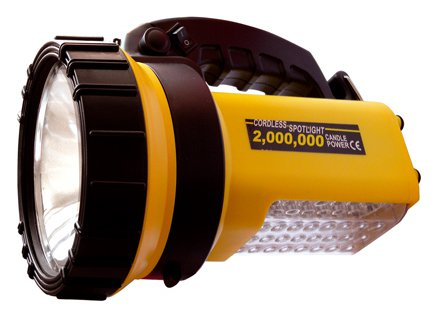 CORDLESS
SPOTLIGHT
2,000,000 CANDLE
POWER CE